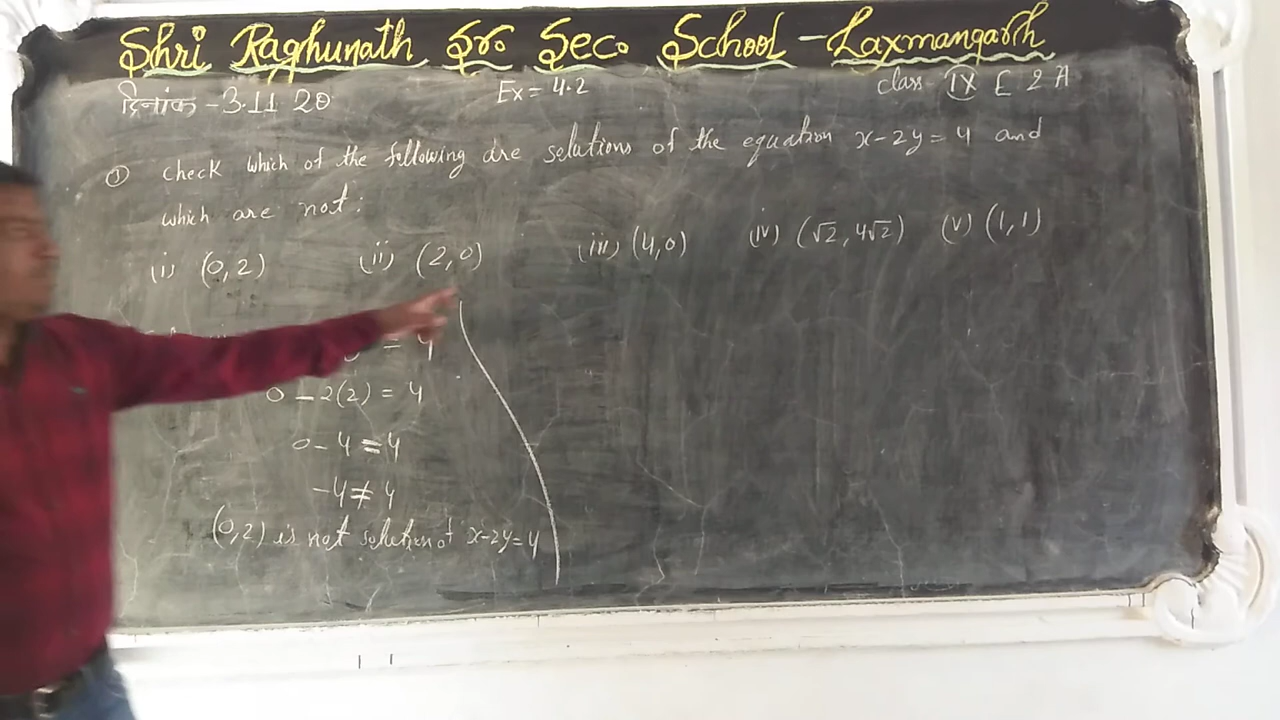 Shri Raghunath Sr. Sec. School - Laxmangarh
दिनांक - 3.11 20 Ex = 4.2 class - IX E 2 A
① Check which of the following are solutions of the equation x-2y=4 and
which are not:
(i) (0,2) (ii) (2,0) (iii) (4,0) (iv) (√2, 4√2) (v) (1,1)
= 4
0 - 2(2) = 4
0 - 4 = 4
-4 ≠ 4
(0,2) is not solution of x-2y=4